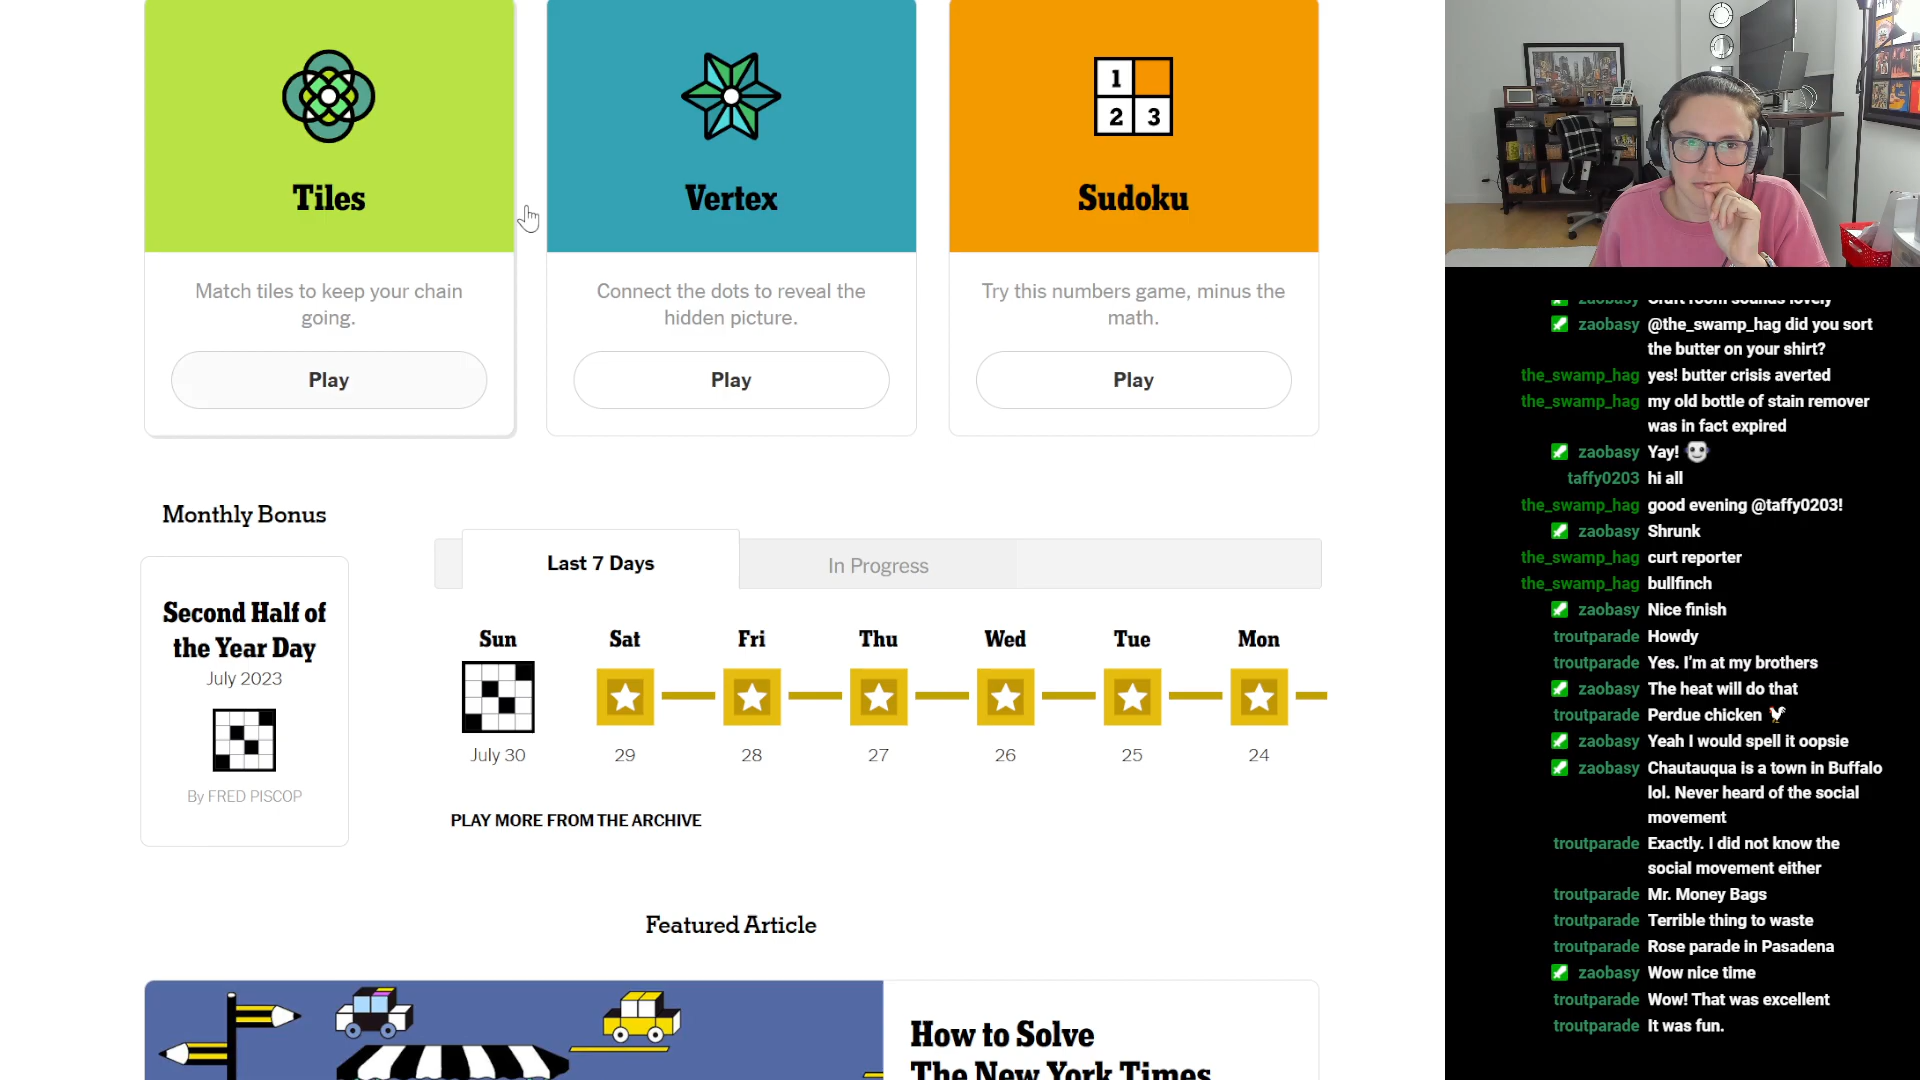 Tiles
Match tiles to keep your chain
going.
Play
Vertex
Connect the dots to reveal the
hidden picture.
Play
1
2 3
Sudoku
Try this numbers game, minus the
math.
Play
Monthly Bonus
Second Half of
the Year Day
July 2023
By FRED PISCOP
Last 7 Days
In Progress
Sun
Sat
Fri
Thu
Wed
Tue
Mon
July 30
29
28
27
26
25
24
PLAY MORE FROM THE ARCHIVE
Featured Article
How to Solve
The New York Times
zaobasy Craft room sounds lovely
zaobasy @the_swamp_hag did you sort
the butter on your shirt?
the_swamp_hag yes! butter crisis averted
the_swamp_hag my old bottle of stain remover
was in fact expired
zaobasy Yay!
taffy0203 hi all
the_swamp_hag good evening @taffy0203!
zaobasy Shrunk
the_swamp_hag curt reporter
the_swamp_hag bullfinch
zaobasy Nice finish
troutparade Howdy
troutparade Yes. I'm at my brothers
zaobasy The heat will do that
troutparade Perdue chicken 🐓
zaobasy Yeah I would spell it oopsie
zaobasy Chautauqua is a town in Buffalo
lol. Never heard of the social
movement
troutparade Exactly. I did not know the
social movement either
troutparade Mr. Money Bags
troutparade Terrible thing to waste
troutparade Rose parade in Pasadena
zaobasy Wow nice time
troutparade Wow! That was excellent
troutparade It was fun.